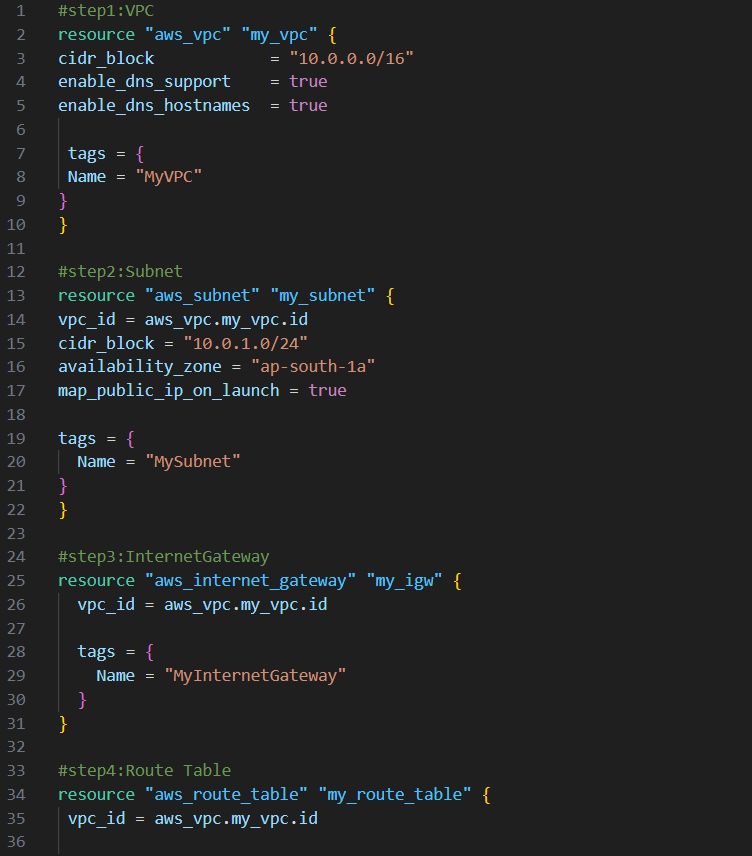 1 #step1:VPC
2 resource "aws_vpc" "my_vpc" {
3 cidr_block            = "10.0.0.0/16"
4 enable_dns_support    = true
5 enable_dns_hostnames  = true
6
7  tags = {
8  Name = "MyVPC"
9 }
10 }
11
12 #step2:Subnet
13 resource "aws_subnet" "my_subnet" {
14 vpc_id = aws_vpc.my_vpc.id
15 cidr_block = "10.0.1.0/24"
16 availability_zone = "ap-south-1a"
17 map_public_ip_on_launch = true
18
19 tags = {
20   Name = "MySubnet"
21 }
22 }
23
24 #step3:InternetGateway
25 resource "aws_internet_gateway" "my_igw" {
26   vpc_id = aws_vpc.my_vpc.id
27
28   tags = {
29     Name = "MyInternetGateway"
30   }
31 }
32
33 #step4:Route Table
34 resource "aws_route_table" "my_route_table" {
35  vpc_id = aws_vpc.my_vpc.id
36